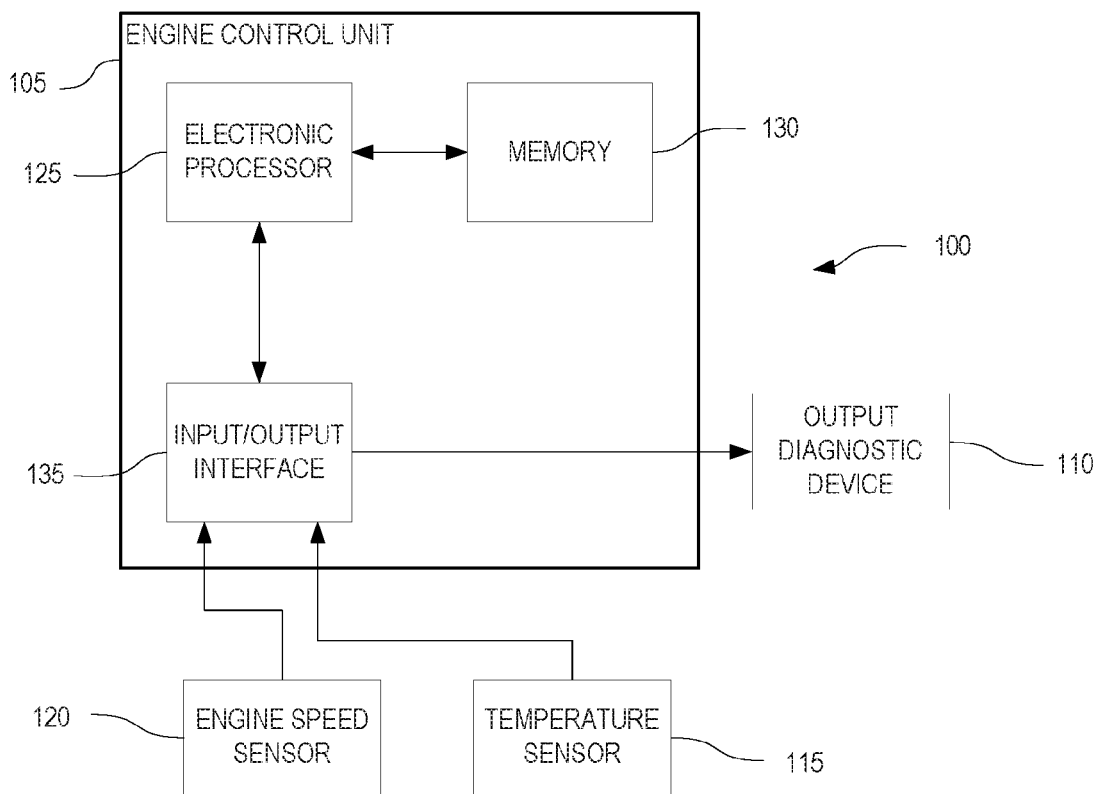 ENGINE CONTROL UNIT
105
ELECTRONIC
PROCESSOR
125
MEMORY
130
100
INPUT/OUTPUT
INTERFACE
135
OUTPUT
DIAGNOSTIC
DEVICE
110
ENGINE SPEED
SENSOR
120
TEMPERATURE
SENSOR
115